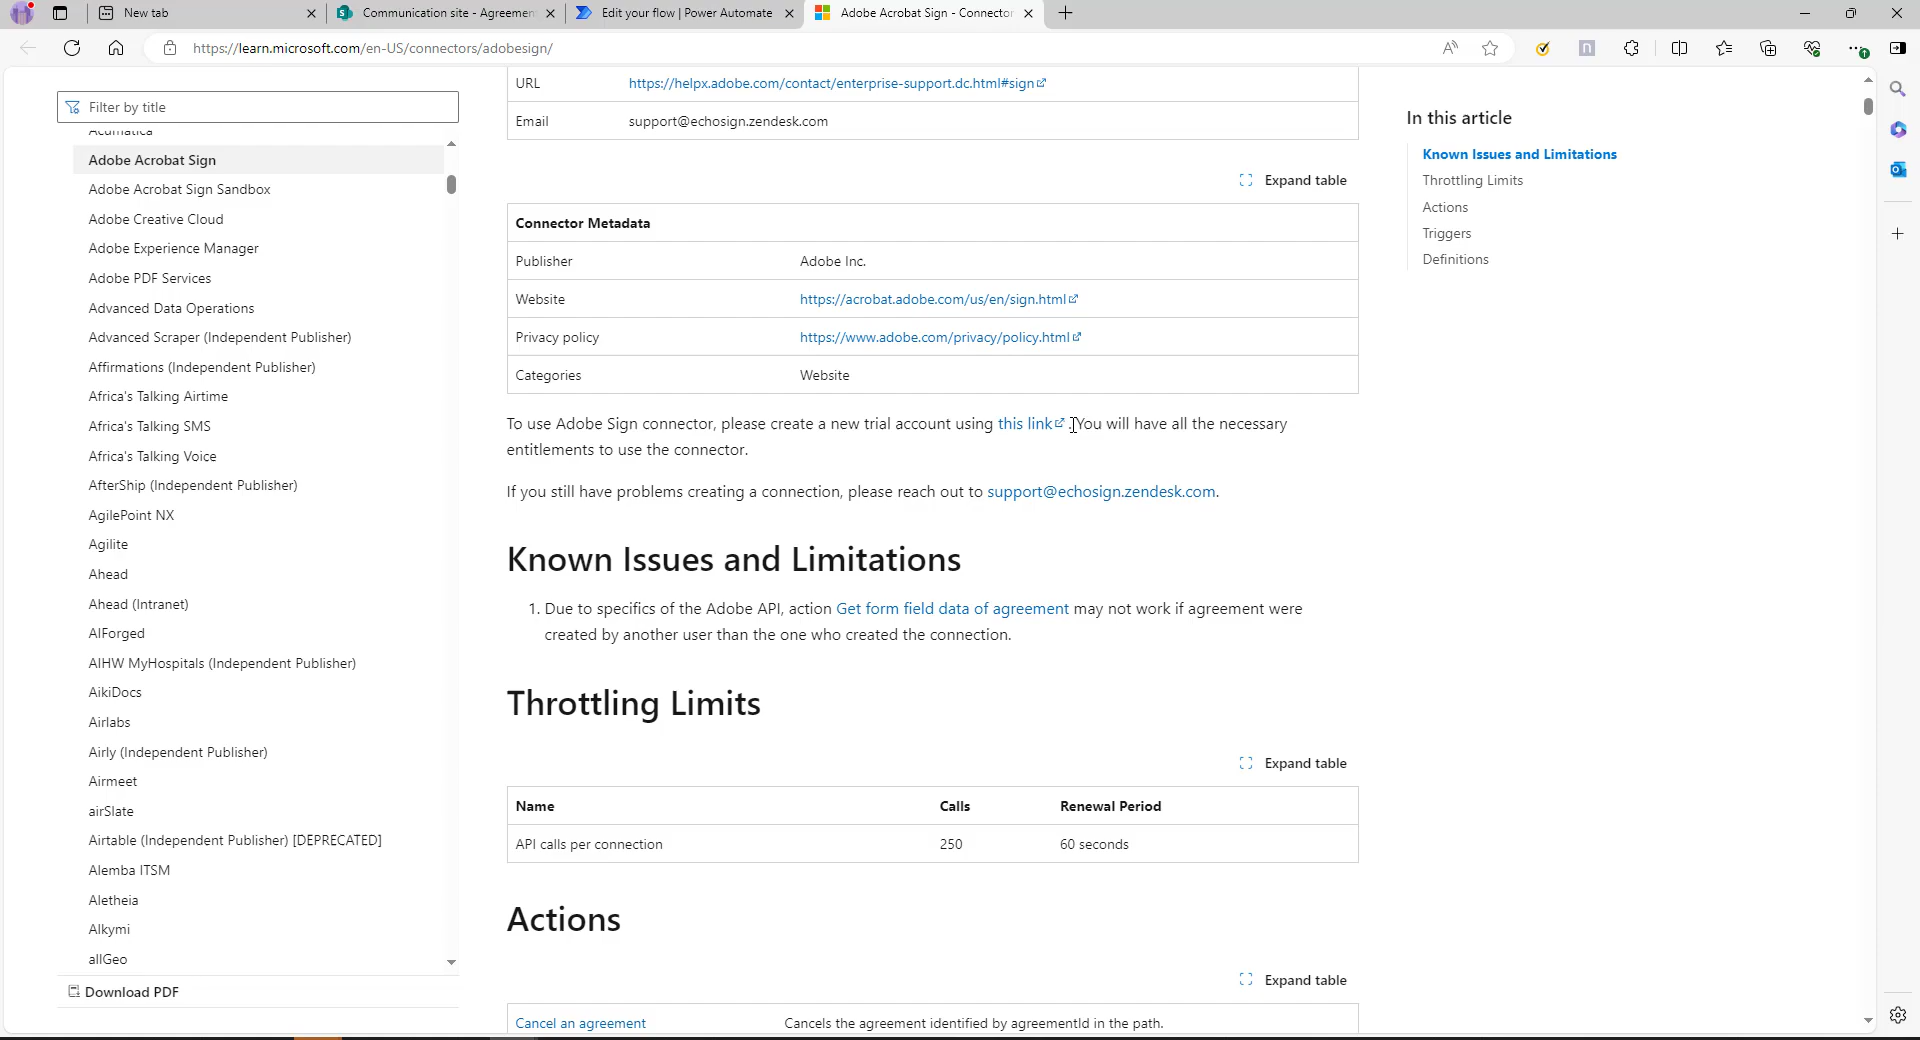 New tab
Communication site - Agreemen
Edit your flow | Power Automate
Adobe Acrobat Sign - Connector
https://learn.microsoft.com/en-US/connectors/adobesign/
Filter by title
Acumatica
Adobe Acrobat Sign
Adobe Acrobat Sign Sandbox
Adobe Creative Cloud
Adobe Experience Manager
Adobe PDF Services
Advanced Data Operations
Advanced Scraper (Independent Publisher)
Affirmations (Independent Publisher)
Africa's Talking Airtime
Africa's Talking SMS
Africa's Talking Voice
AfterShip (Independent Publisher)
AgilePoint NX
Agilite
Ahead
Ahead (Intranet)
AIForged
AIHW MyHospitals (Independent Publisher)
AikiDocs
Airlabs
Airly (Independent Publisher)
Airmeet
airSlate
Airtable (Independent Publisher) [DEPRECATED]
Alemba ITSM
Aletheia
Alkymi
allGeo
Download PDF
URL https://helpx.adobe.com/contact/enterprise-support.dc.html#sign
Email support@echosign.zendesk.com
Expand table
Connector Metadata
Publisher Adobe Inc.
Website https://acrobat.adobe.com/us/en/sign.html
Privacy policy https://www.adobe.com/privacy/policy.html
Categories Website
To use Adobe Sign connector, please create a new trial account using this link . You will have all the necessary
entitlements to use the connector.
If you still have problems creating a connection, please reach out to support@echosign.zendesk.com.
Known Issues and Limitations
1. Due to specifics of the Adobe API, action Get form field data of agreement may not work if agreement were
created by another user than the one who created the connection.
Throttling Limits
Expand table
Name Calls Renewal Period
API calls per connection 250 60 seconds
Actions
Expand table
Cancel an agreement Cancels the agreement identified by agreementId in the path.
In this article
Known Issues and Limitations
Throttling Limits
Actions
Triggers
Definitions